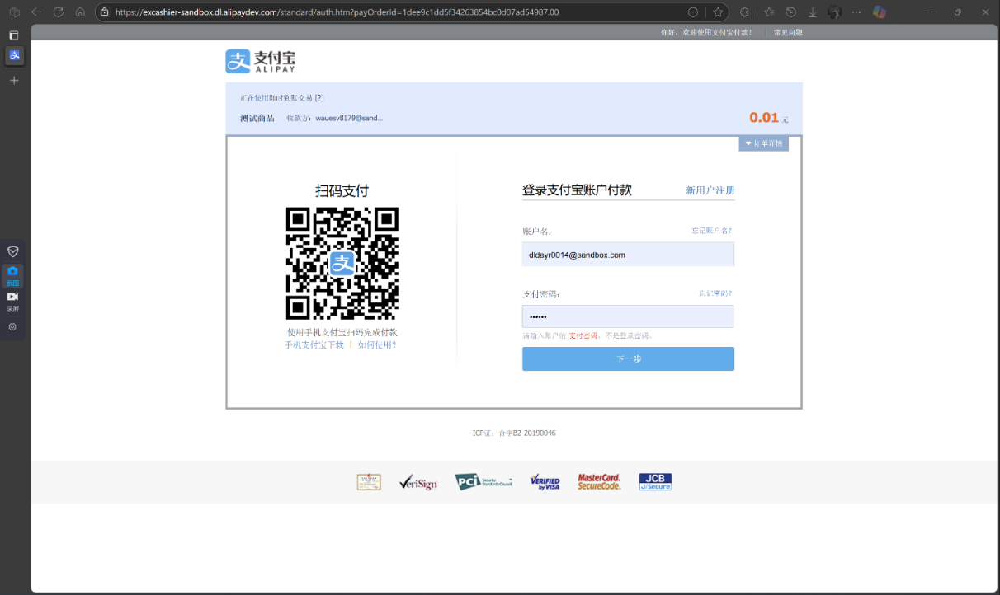 https://excashier-sandbox.dl.alipaydev.com/standard/auth.htm?payOrderId=1dee9c1dd5f34263854bc0d07ad54987.00
你好，欢迎使用支付宝付款！ 常见问题
支 支付宝
ALIPAY
正在使用即时到账交易 [?]
测试商品 收款方：wauesv8179@sand...
0.01 元
订单详情
扫码支付
支
使用手机支付宝扫码完成付款
手机支付宝下载 | 如何使用?
登录支付宝账户付款 新用户注册
账户名： 忘记账户名?
dldayr0014@sandbox.com
支付密码： 忘记密码?
••••••
请输入账户的 支付密码，不是登录密码。
下一步
截图
录屏
ICP证：合字B2-20190046
VeriSign
PCI Security Standards Council
VERIFIED by VISA
MasterCard. SecureCode.
JCB J/Secure